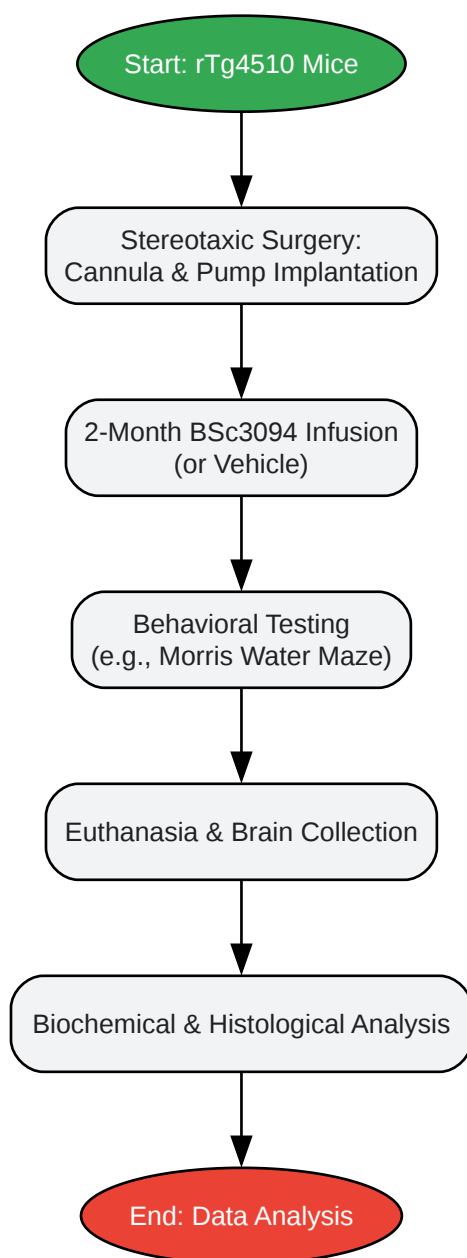 Start: rTg4510 Mice
Stereotaxic Surgery:
Cannula & Pump Implantation
2-Month BSc3094 Infusion
(or Vehicle)
Behavioral Testing
(e.g., Morris Water Maze)
Euthanasia & Brain Collection
Biochemical & Histological Analysis
End: Data Analysis